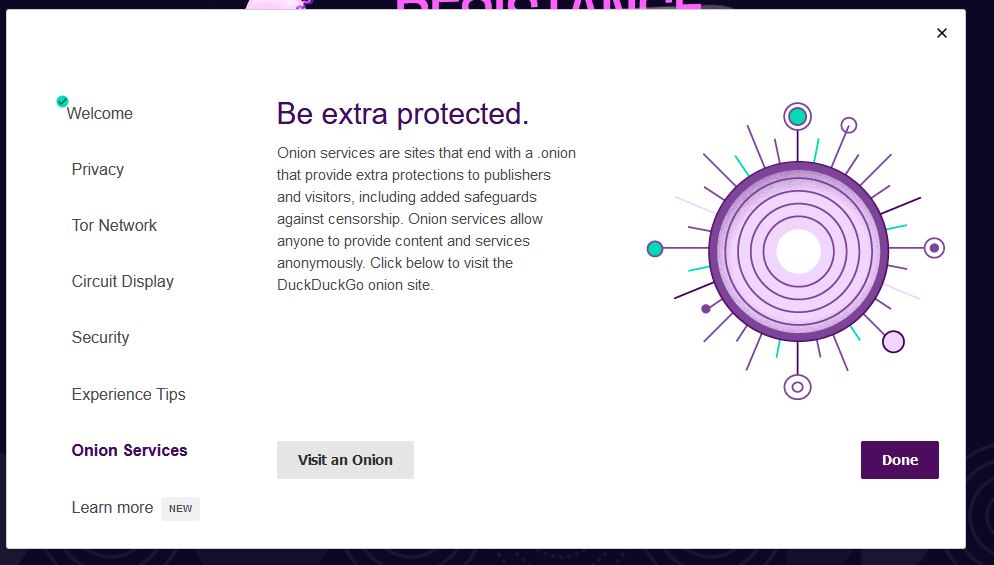 RESISTANCE
Welcome
Privacy
Tor Network
Circuit Display
Security
Experience Tips
Onion Services
Learn more NEW
Be extra protected.
Onion services are sites that end with a .onion
that provide extra protections to publishers
and visitors, including added safeguards
against censorship. Onion services allow
anyone to provide content and services
anonymously. Click below to visit the
DuckDuckGo onion site.
Visit an Onion
Done